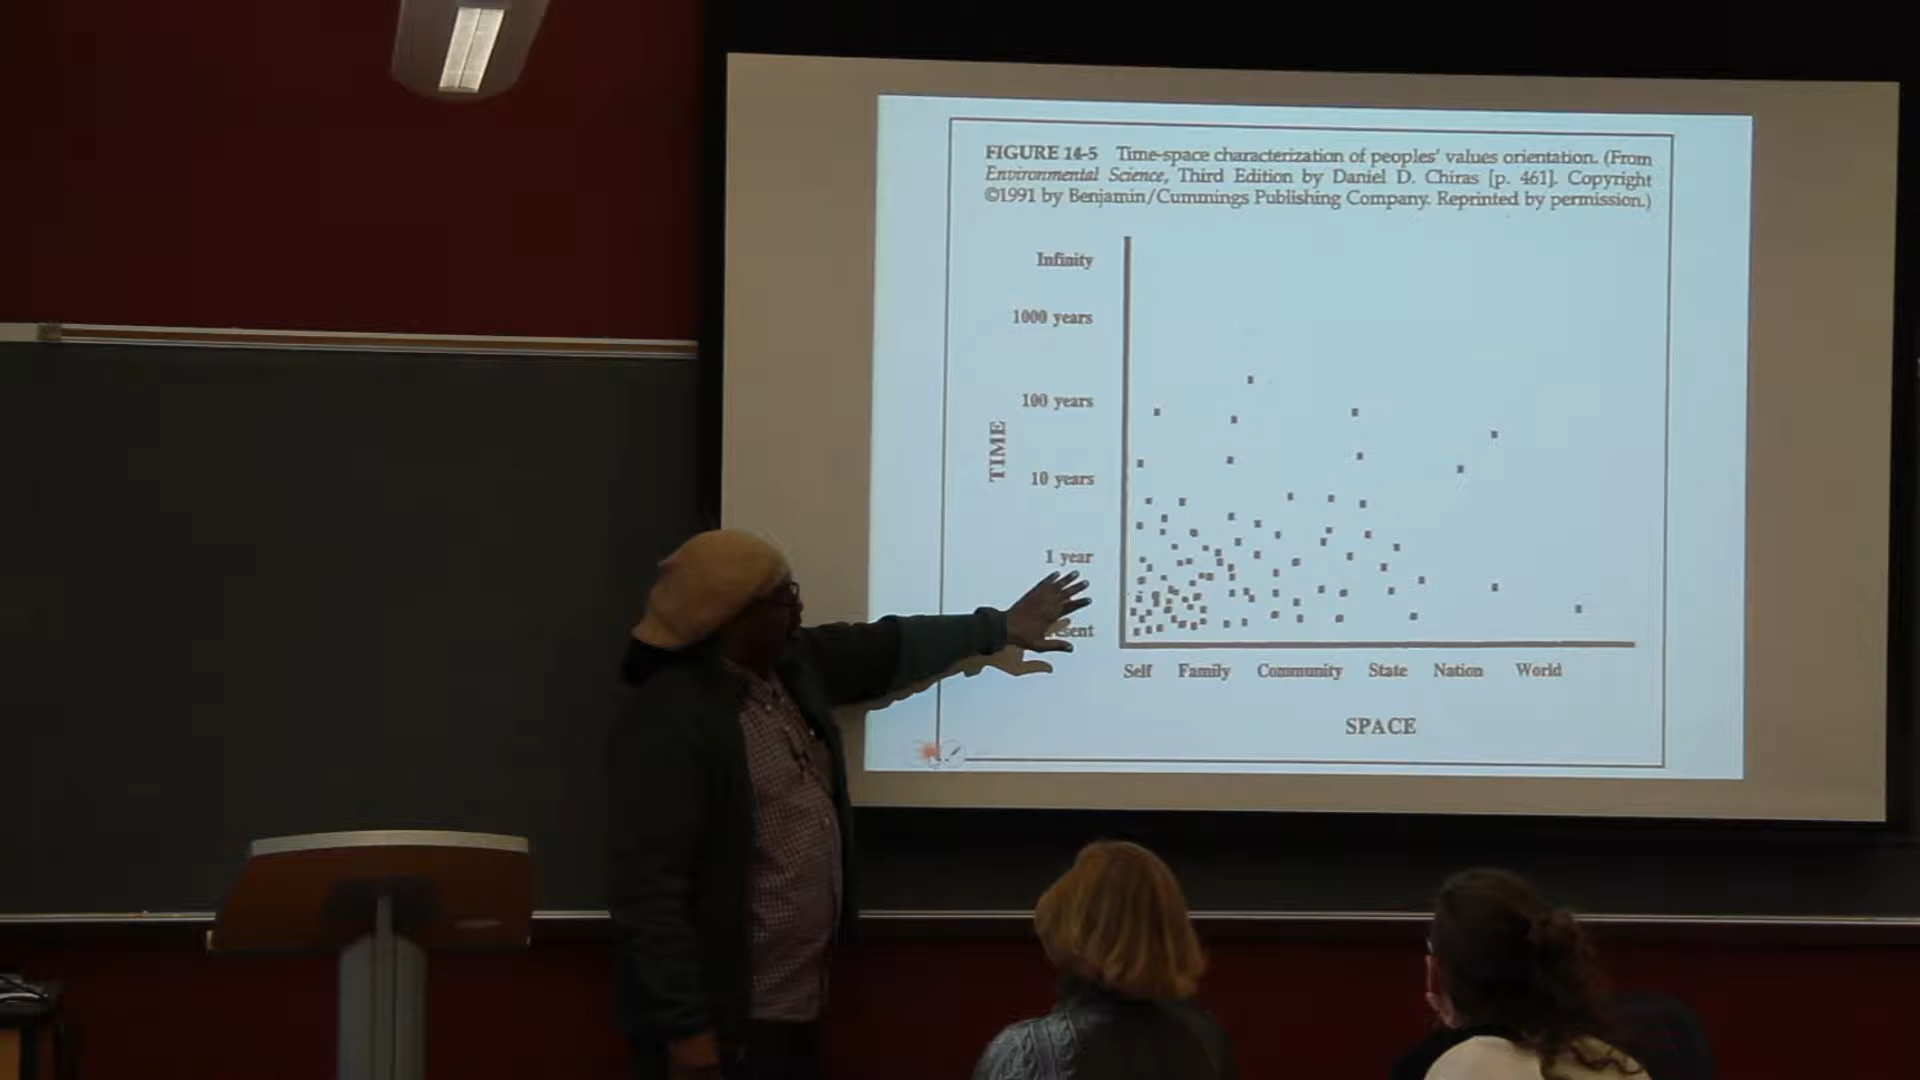 FIGURE 14-5 Time-space characterization of peoples' values orientation. (From
Environmental Science, Third Edition by Daniel D. Chiras [p. 461]. Copyright
©1991 by Benjamin/Cummings Publishing Company. Reprinted by permission.)
Infinity
1000 years
100 years
TIME
10 years
1 year
Self Family Community State Nation World
SPACE